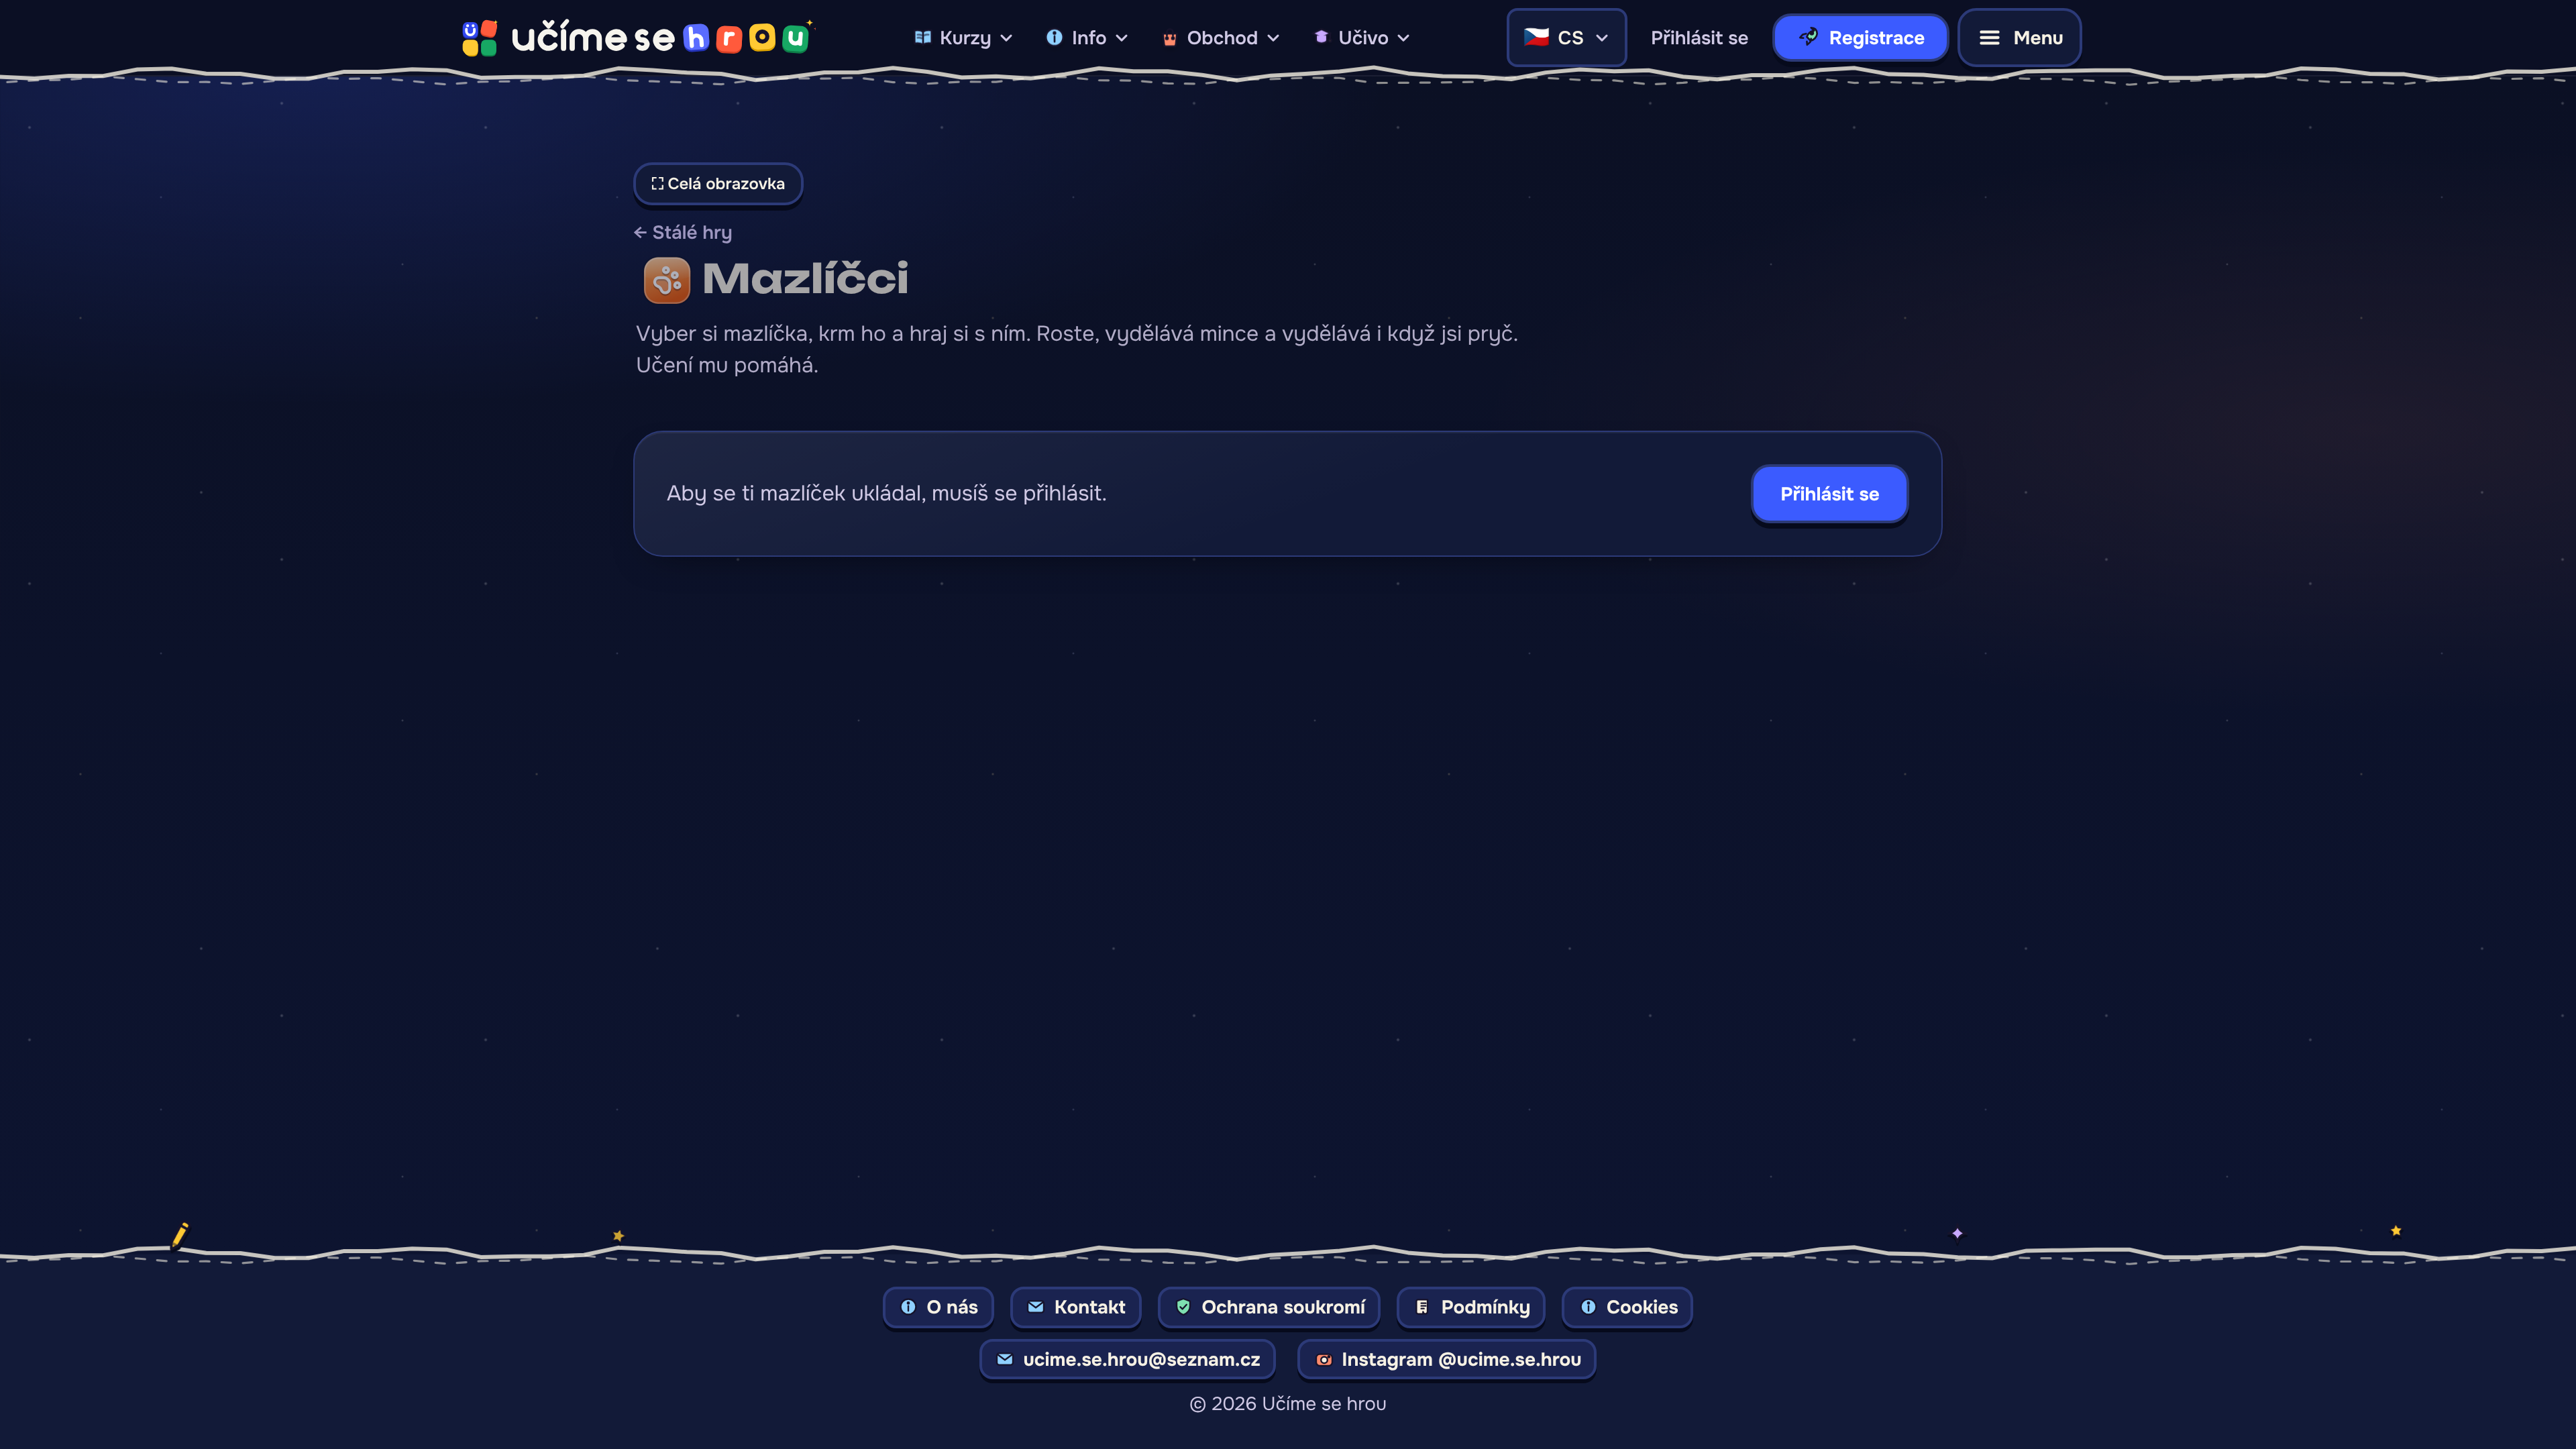 učíme se hrou
Kurzy
Info
Obchod
Učivo
CS
Přihlásit se
Registrace
Menu
Celá obrazovka
← Stálé hry
Mazlíčci
Vyber si mazlíčka, krm ho a hraj si s ním. Roste, vydělává mince a vydělává i když jsi pryč.
Učení mu pomáhá.
Aby se ti mazlíček ukládal, musíš se přihlásit.
Přihlásit se
O nás
Kontakt
Ochrana soukromí
Podmínky
Cookies
ucime.se.hrou@seznam.cz
Instagram @ucime.se.hrou
© 2026 Učíme se hrou